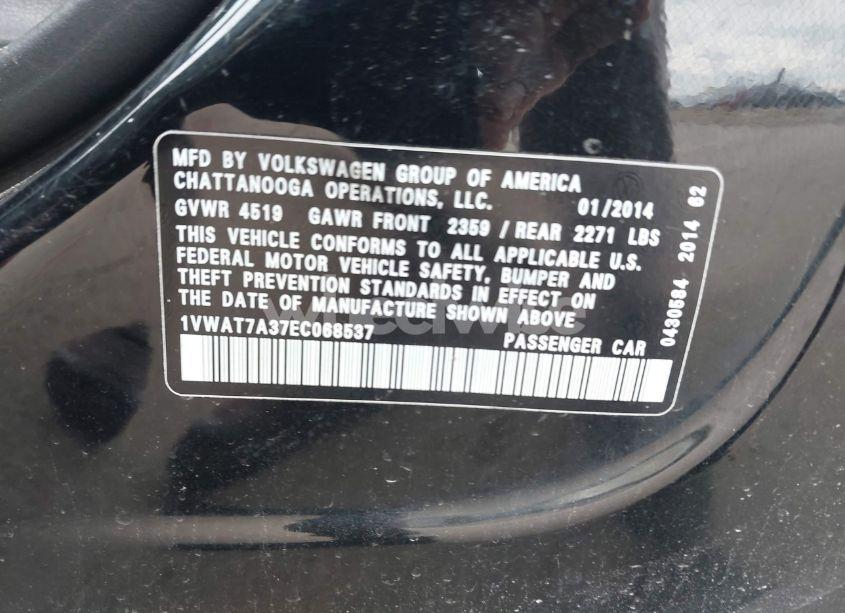 MFD BY VOLKSWAGEN GROUP OF AMERICA
CHATTANOOGA OPERATIONS, LLC. 01/2014
GVWR 4519 GAWR FRONT 2359 / REAR 2271 LBS
THIS VEHICLE CONFORMS TO ALL APPLICABLE U.S.
FEDERAL MOTOR VEHICLE SAFETY, BUMPER AND
THEFT PREVENTION STANDARDS IN EFFECT ON
THE DATE OF MANUFACTURE SHOWN ABOVE
1VWAT7A37EC068537 PASSENGER CAR
0430584 2014 62